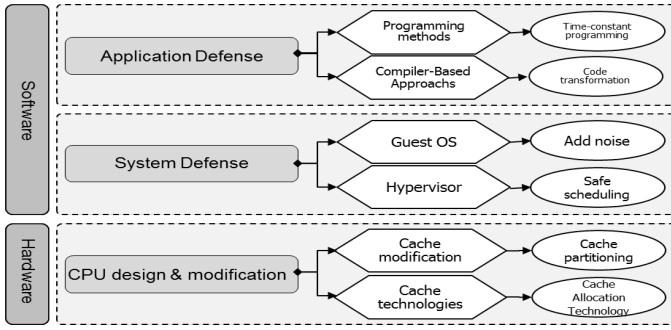 Software
Application Defense
Programming
methods
Time-constant
programming
Compiler-Based
Approachs
Code
transformation
System Defense
Guest OS
Add noise
Hypervisor
Safe
scheduling
Hardware
CPU design & modification
Cache
modification
Cache
partitioning
Cache
technologies
Cache
Allocation
Technology